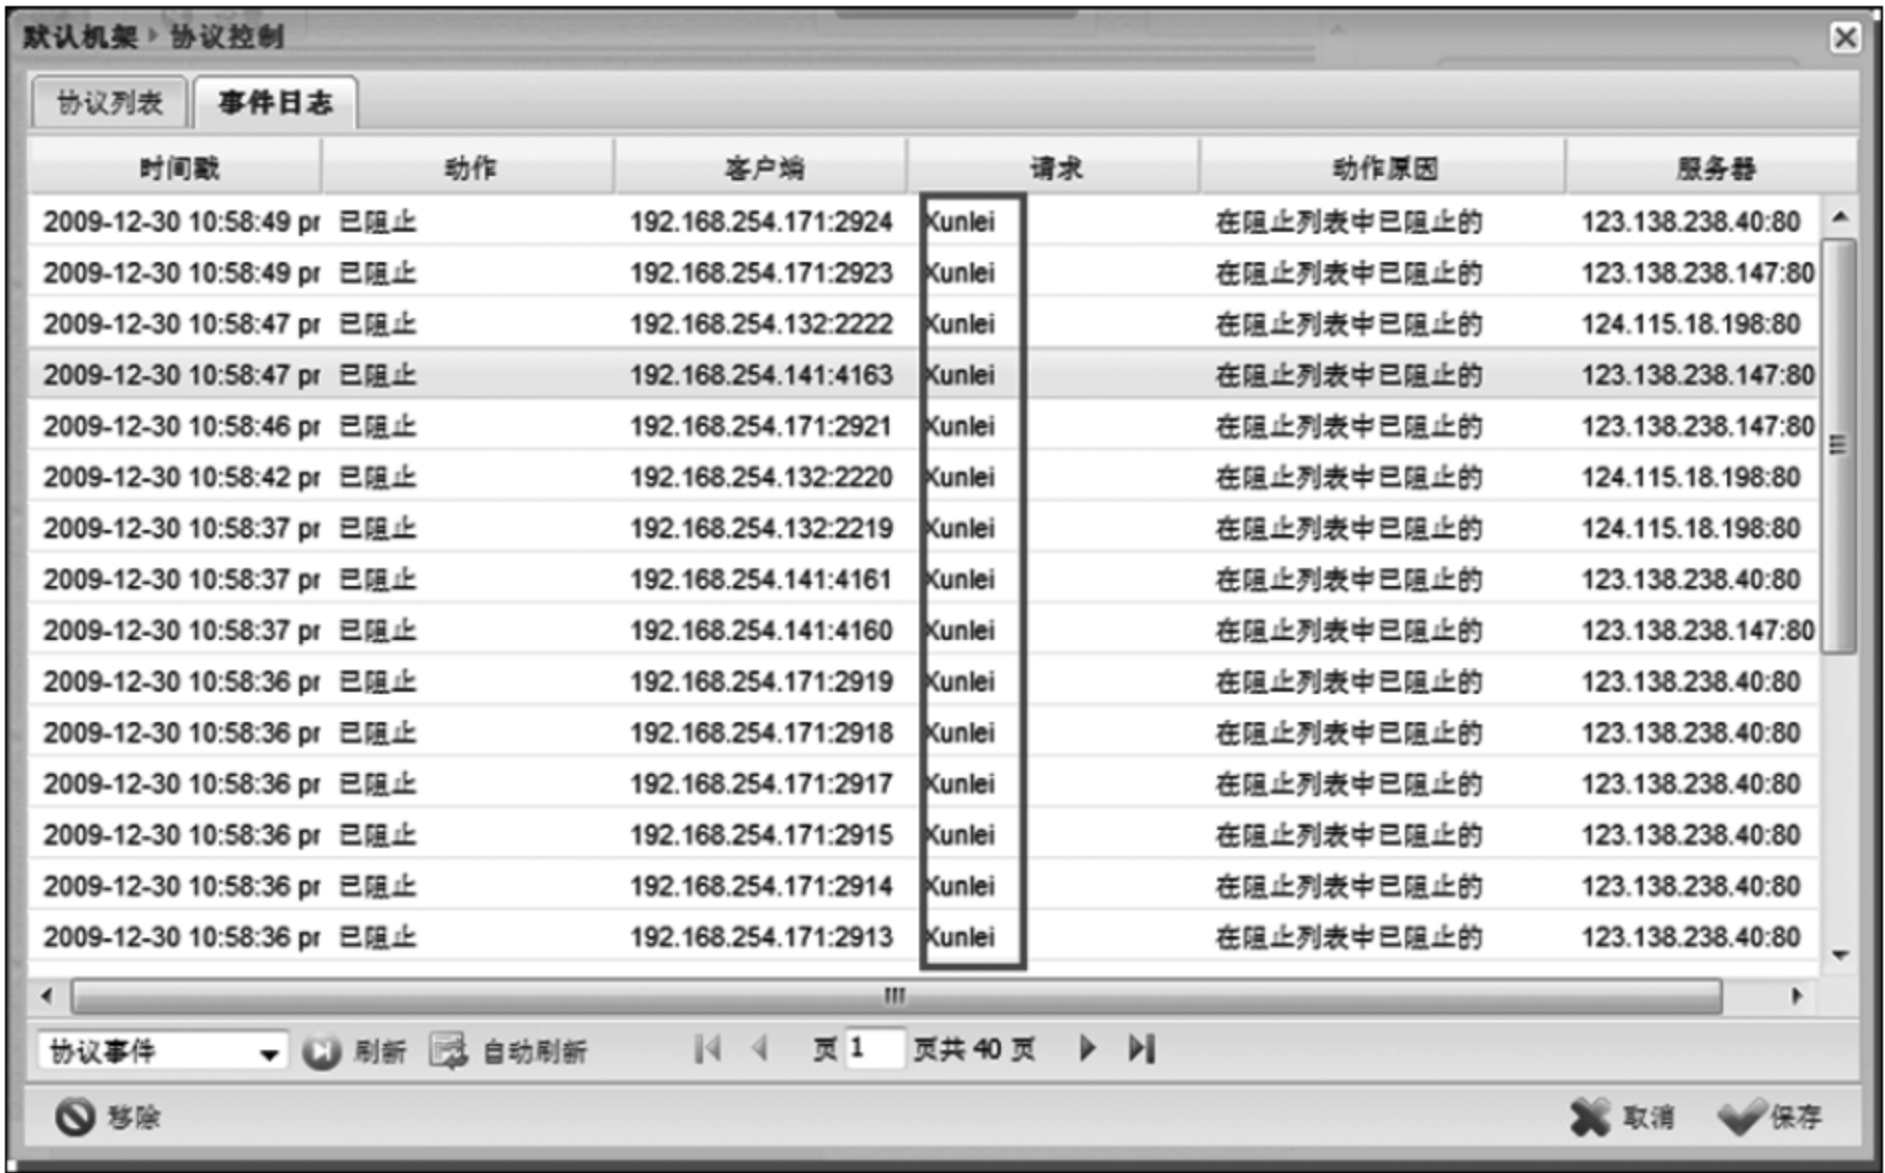 默认机架 协议控制
协议列表 事件日志
时间戳 动作 客户端 请求 动作原因 服务器
2009-12-30 10:58:49 pr 已阻止 192.168.254.171:2924 Xunlei 在阻止列表中已阻止的 123.138.238.40:80
2009-12-30 10:58:49 pr 已阻止 192.168.254.171:2923 Xunlei 在阻止列表中已阻止的 123.138.238.147:80
2009-12-30 10:58:47 pr 已阻止 192.168.254.132:2222 Xunlei 在阻止列表中已阻止的 124.115.18.198:80
2009-12-30 10:58:47 pr 已阻止 192.168.254.141:4163 Xunlei 在阻止列表中已阻止的 123.138.238.147:80
2009-12-30 10:58:46 pr 已阻止 192.168.254.171:2921 Xunlei 在阻止列表中已阻止的 123.138.238.147:80
2009-12-30 10:58:42 pr 已阻止 192.168.254.132:2220 Xunlei 在阻止列表中已阻止的 124.115.18.198:80
2009-12-30 10:58:37 pr 已阻止 192.168.254.132:2219 Xunlei 在阻止列表中已阻止的 124.115.18.198:80
2009-12-30 10:58:37 pr 已阻止 192.168.254.141:4161 Xunlei 在阻止列表中已阻止的 123.138.238.40:80
2009-12-30 10:58:37 pr 已阻止 192.168.254.141:4160 Xunlei 在阻止列表中已阻止的 123.138.238.147:80
2009-12-30 10:58:36 pr 已阻止 192.168.254.171:2919 Xunlei 在阻止列表中已阻止的 123.138.238.40:80
2009-12-30 10:58:36 pr 已阻止 192.168.254.171:2918 Xunlei 在阻止列表中已阻止的 123.138.238.40:80
2009-12-30 10:58:36 pr 已阻止 192.168.254.171:2917 Xunlei 在阻止列表中已阻止的 123.138.238.40:80
2009-12-30 10:58:36 pr 已阻止 192.168.254.171:2915 Xunlei 在阻止列表中已阻止的 123.138.238.40:80
2009-12-30 10:58:36 pr 已阻止 192.168.254.171:2914 Xunlei 在阻止列表中已阻止的 123.138.238.40:80
2009-12-30 10:58:36 pr 已阻止 192.168.254.171:2913 Xunlei 在阻止列表中已阻止的 123.138.238.40:80
协议事件 刷新 自动刷新 页 1 页共 40 页
移除 取消 保存